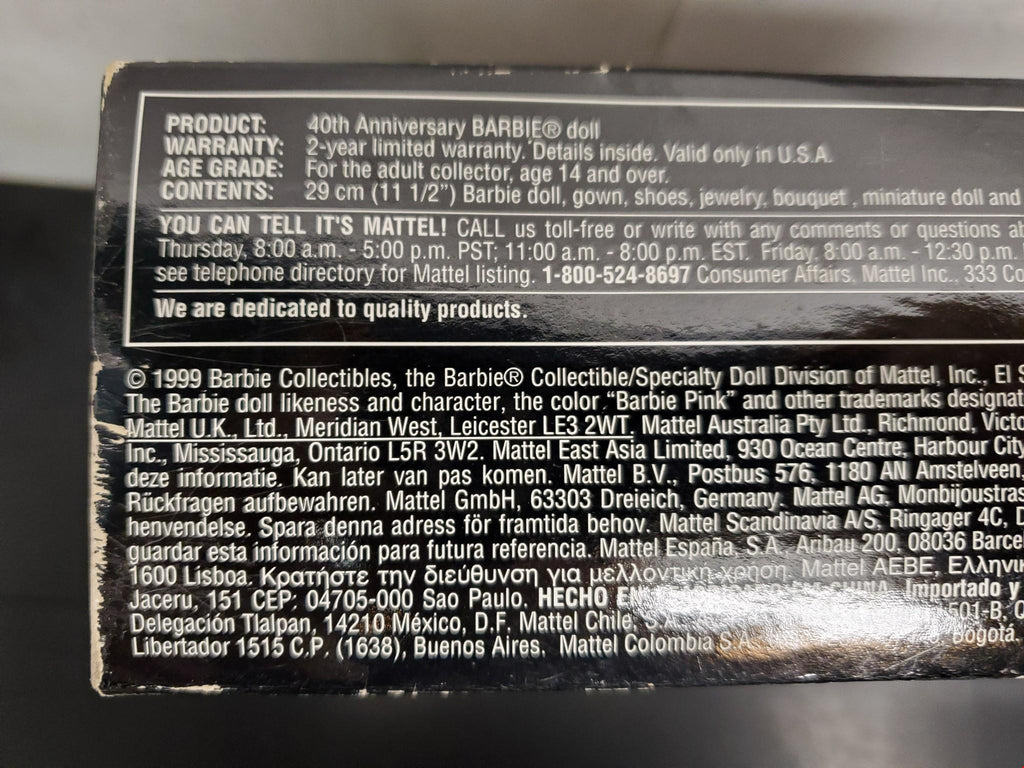 PRODUCT: 40th Anniversary BARBIE® doll
WARRANTY: 2-year limited warranty. Details inside. Valid only in U.S.A.
AGE GRADE: For the adult collector, age 14 and over.
CONTENTS: 29 cm (11 1/2”) Barbie doll, gown, shoes, jewelry, bouquet , miniature doll and
YOU CAN TELL IT'S MATTEL! CALL us toll-free or write with any comments or questions
Thursday, 8:00 a.m. - 5:00 p.m. PST; 11:00 a.m. - 8:00 p.m. EST. Friday, 8:00 a.m. - 12:30 p.m.
see telephone directory for Mattel listing. 1-800-524-8697 Consumer Affairs, Mattel Inc., 333
We are dedicated to quality products.
© 1999 Barbie Collectibles, the Barbie® Collectible/Specialty Doll Division of Mattel, Inc., El
The Barbie doll likeness and character, the color “Barbie Pink” and other trademarks
Mattel U.K., Ltd., Meridian West, Leicester LE3 2WT. Mattel Australia Pty Ltd., Richmond,
Inc., Mississauga, Ontario L5R 3W2. Mattel East Asia Limited, 930 Ocean Centre, Harbour City
deze informatie. Kan later van pas komen. Mattel B.V., Postbus 576, 1180 AN Amstelveen.
Rückfragen aufbewahren. Mattel GmbH, 63303 Dreieich, Germany. Mattel AG,
henvendelse. Spara denna adress för framtida behov. Mattel Scandinavia A/S, Ringager 4C,
guardar esta información para futura referencia. Mattel España, S.A. Aribau 200. 08036
1600 Lisboa. Κρατήστε την διεύθυνση για μελλοντική χρηση. Mattel AEBE,
Jaceru, 151 CEP: 04705-000 Sao Paulo. HECHO EN CHINA. Importado y
Delegación Tlalpan, 14210 México, D.F. Mattel Chile, S.A. 501-B,
Libertador 1515 C.P. (1638), Buenos Aires. Mattel Colombia S.A. Bogotá.